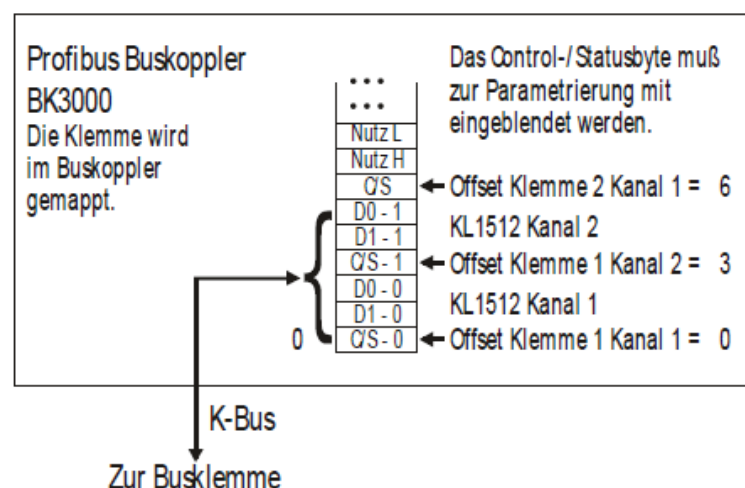 Profibus Buskoppler
BK3000
Die Klemme wird
im Buskoppler
gemappt.
Das Control-/Statusbyte muß
zur Parametrierung mit
eingeblendet werden.
•••
•••
Nutz L
Nutz H
C/S
Offset Klemme 2 Kanal 1 = 6
D0 - 1
KL1512 Kanal 2
D1 - 1
C/S - 1
Offset Klemme 1 Kanal 2 = 3
D0 - 0
KL1512 Kanal 1
D1 - 0
0
C/S - 0
Offset Klemme 1 Kanal 1 = 0
K-Bus
Zur Busklemme